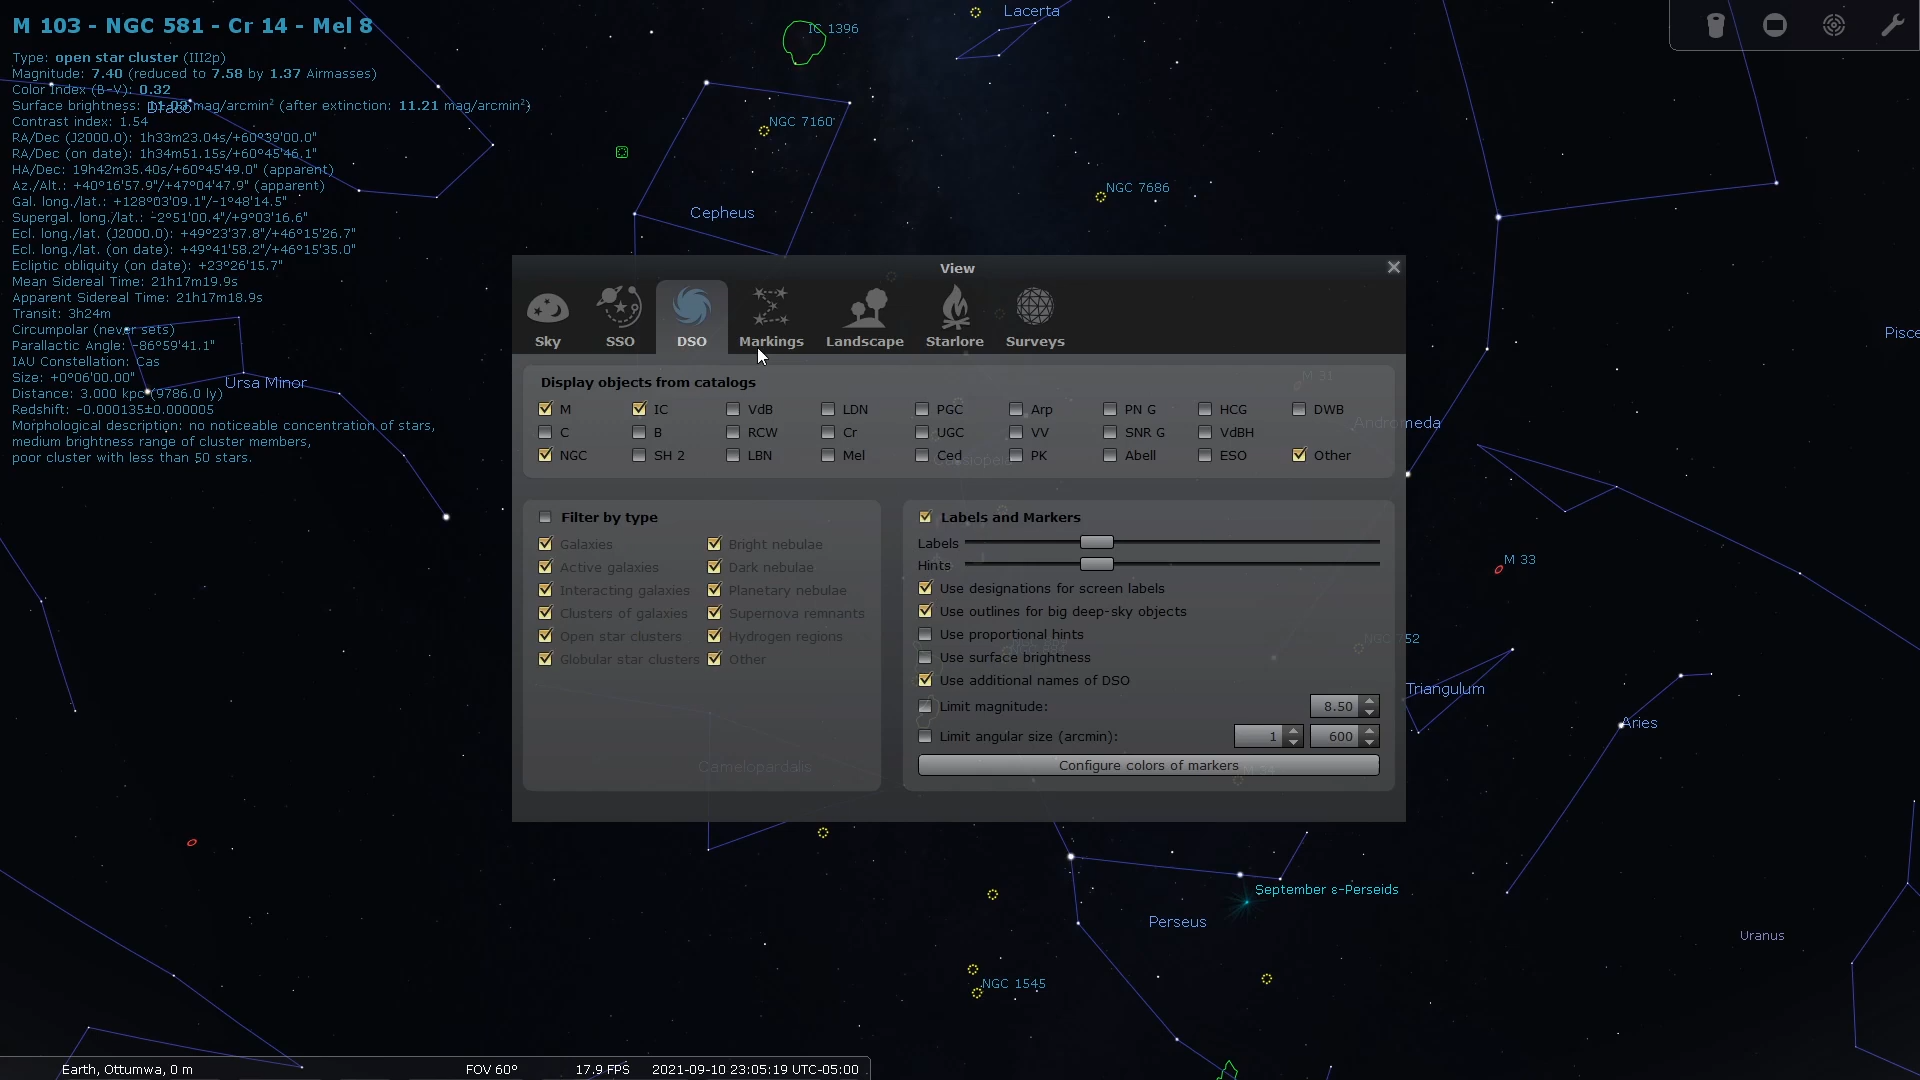 M 103 - NGC 581 - Cr 14 - Mel 8
Type: open star cluster (III2p)
Magnitude: 7.40 (reduced to 7.58 by 1.37 Airmasses)
Color Index (B-V): 0.32
Surface brightness: 11.03 mag/arcmin² (after extinction: 11.21 mag/arcmin²)
Contrast index: 1.54
RA/Dec (J2000.0): 1h33m23.04s/+60°39'00.0"
RA/Dec (on date): 1h34m51.15s/+60°45'46.1"
HA/Dec: 19h42m35.40s/+60°45'49.0" (apparent)
Az./Alt.: +40°16'57.9"/+47°04'47.9" (apparent)
Gal. long./lat.: +128°03'09.1"/-1°48'14.5"
Supergal. long./lat.: -2°51'00.4"/+9°03'16.6"
Ecl. long./lat. (J2000.0): +49°23'37.8"/+46°15'26.7"
Ecl. long./lat. (on date): +49°41'58.2"/+46°15'35.0"
Ecliptic obliquity (on date): +23°26'15.7"
Mean Sidereal Time: 21h17m19.9s
Apparent Sidereal Time: 21h17m18.9s
Transit: 3h24m
Circumpolar (never sets)
Parallactic Angle: -86°59'41.1"
IAU Constellation: Cas
Size: +0°06'00.00"
Distance: 3.000 kpc (9786.0 ly)
Redshift: -0.000135±0.000005
Morphological description: no noticeable concentration of stars,
medium brightness range of cluster members,
poor cluster with less than 50 stars.
Draco
Lacerta
IC 1396
NGC 7160
NGC 7686
Cepheus
Ursa Minor
Pisce
View
Sky
SSO
DSO
Markings
Landscape
Starlore
Surveys
M 31
Display objects from catalogs
M IC VdB LDN PGC Arp PN G HCG DWB
C B RCW Cr UGC VV SNR G VdBH
NGC SH 2 LBN Mel Ced PK Abell ESO Other
Andromeda
Cassiopeia
Filter by type
Galaxies Bright nebulae
Active galaxies Dark nebulae
Interacting galaxies Planetary nebulae
Clusters of galaxies Supernova remnants
Open star clusters Hydrogen regions
Globular star clusters Other
Labels and Markers
Labels
Hints
Use designations for screen labels
Use outlines for big deep-sky objects
Use proportional hints
Use surface brightness
Use additional names of DSO
Limit magnitude: 8.50
Limit angular size (arcmin): 1 600
Configure colors of markers
M 33
NGC 752
Triangulum
Aries
Camelopardalis
M 34
September ε-Perseids
Perseus
Uranus
NGC 1545
Earth, Ottumwa, 0 m FOV 60° 17.9 FPS 2021-09-10 23:05:19 UTC-05:00